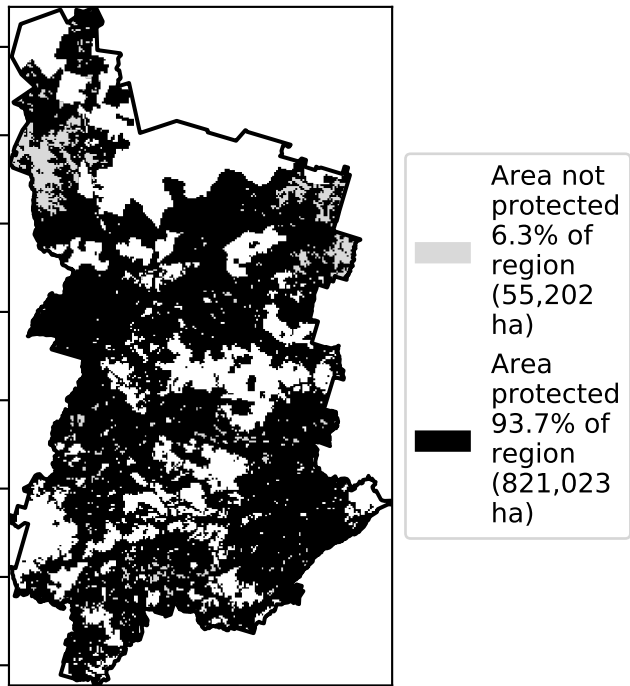 Area not
protected
6.3% of
region
(55,202
ha)
Area
protected
93.7% of
region
(821,023
ha)